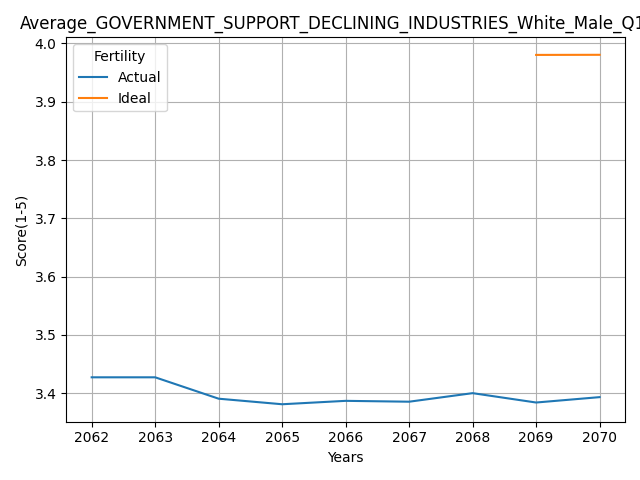 Average_GOVERNMENT_SUPPORT_DECLINING_INDUSTRIES_White_Male_Q1
Fertility
Actual
Ideal
4.0
3.9
3.8
3.7
3.6
3.5
3.4
Score(1-5)
2062 2063 2064 2065 2066 2067 2068 2069 2070
Years